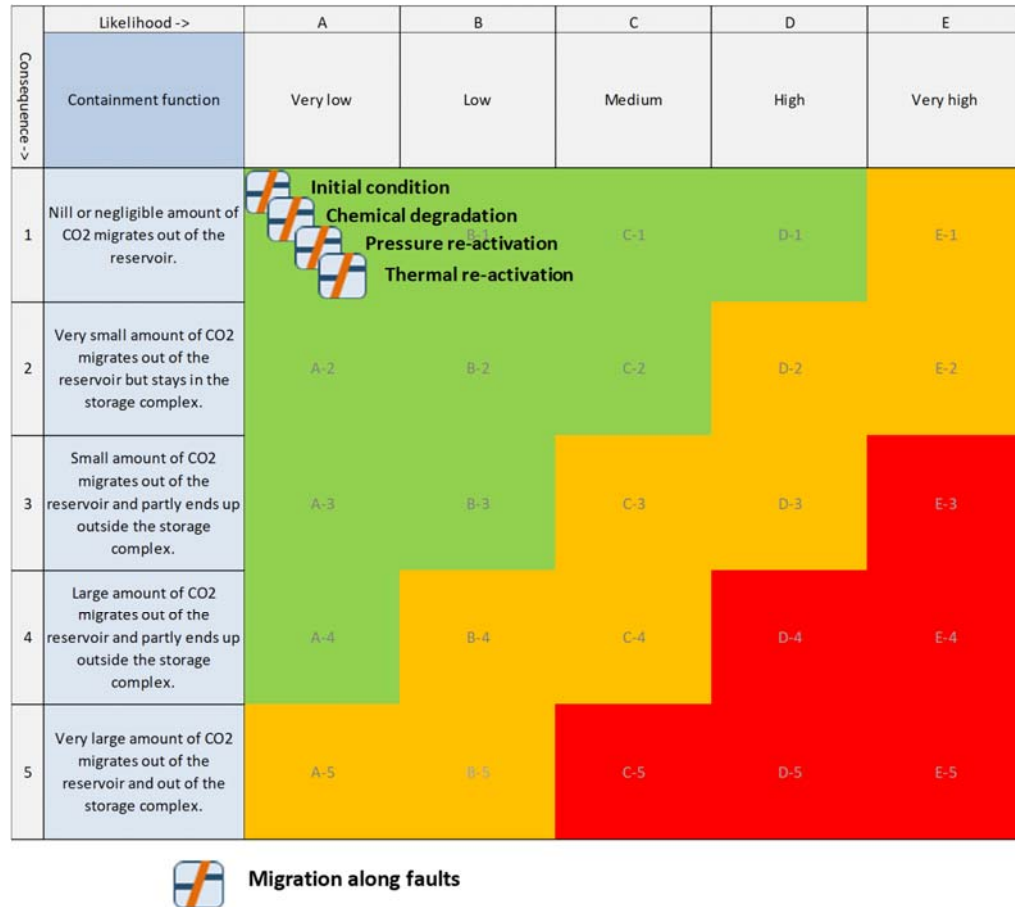 Likelihood ->
A
B
C
D
E
Consequence ->
Containment function
Very low
Low
Medium
High
Very high
1
Nill or negligible amount of
CO2 migrates out of the
reservoir.
Initial condition
Chemical degradation
Pressure re-activation
Thermal re-activation
B-1
C-1
D-1
E-1
2
Very small amount of CO2
migrates out of the
reservoir but stays in the
storage complex.
A-2
B-2
C-2
D-2
E-2
3
Small amount of CO2
migrates out of the
reservoir and partly ends up
outside the storage
complex.
A-3
B-3
C-3
D-3
E-3
4
Large amount of CO2
migrates out of the
reservoir and partly ends up
outside the storage
complex.
A-4
B-4
C-4
D-4
E-4
5
Very large amount of CO2
migrates out of the
reservoir and out of the
storage complex.
A-5
B-5
C-5
D-5
E-5
Migration along faults